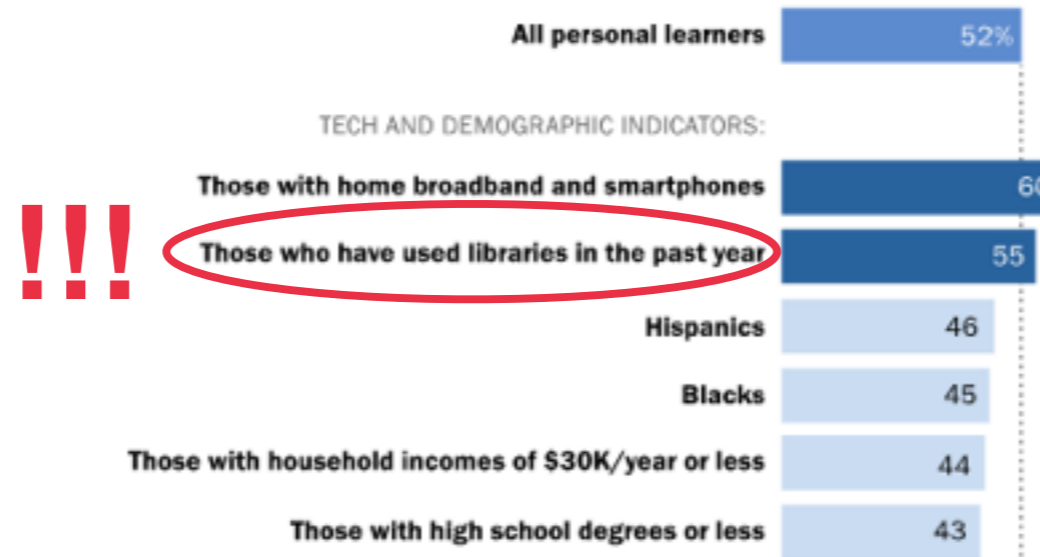 All personal learners 52%
TECH AND DEMOGRAPHIC INDICATORS:
Those with home broadband and smartphones 60
!!! Those who have used libraries in the past year 55
Hispanics 46
Blacks 45
Those with household incomes of $30K/year or less 44
Those with high school degrees or less 43